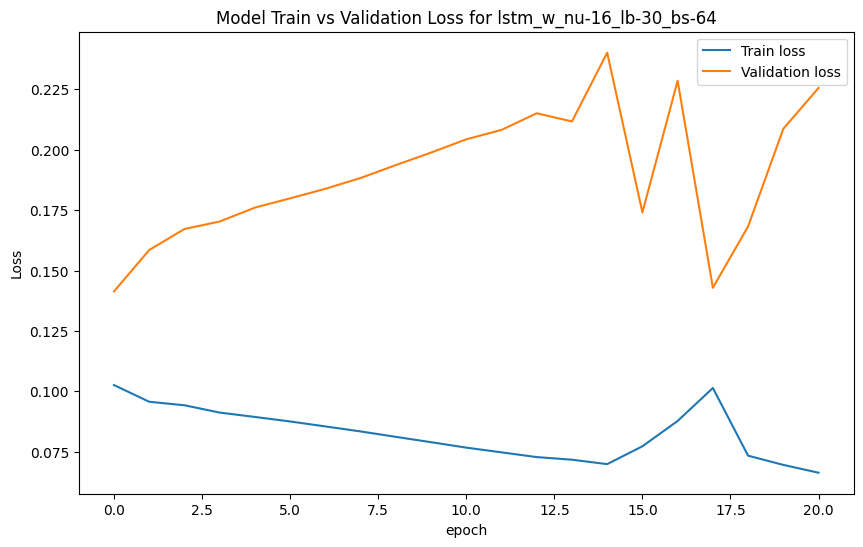 Model Train vs Validation Loss for lstm_w_nu-16_lb-30_bs-64
Train loss
Validation loss
0.225
0.200
0.175
0.150
0.125
0.100
0.075
Loss
0.0 2.5 5.0 7.5 10.0 12.5 15.0 17.5 20.0
epoch